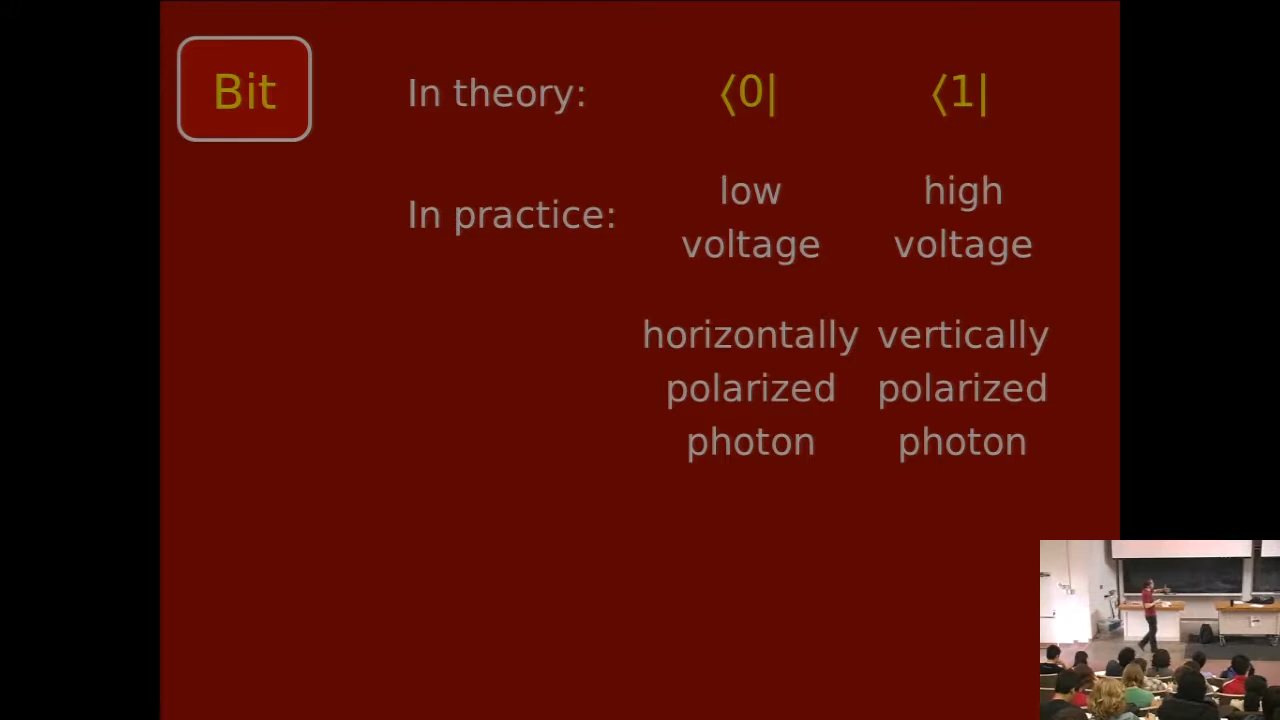 Bit
In theory: ⟨0| ⟨1|
In practice:
low voltage
high voltage
horizontally polarized photon
vertically polarized photon